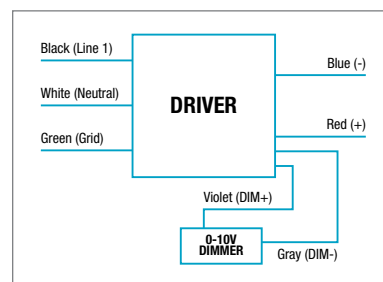 Black (Line 1)
Blue (-)
White (Neutral)
DRIVER
Red (+)
Green (Grid)
Violet (DIM+)
0-10V
DIMMER
Gray (DIM-)